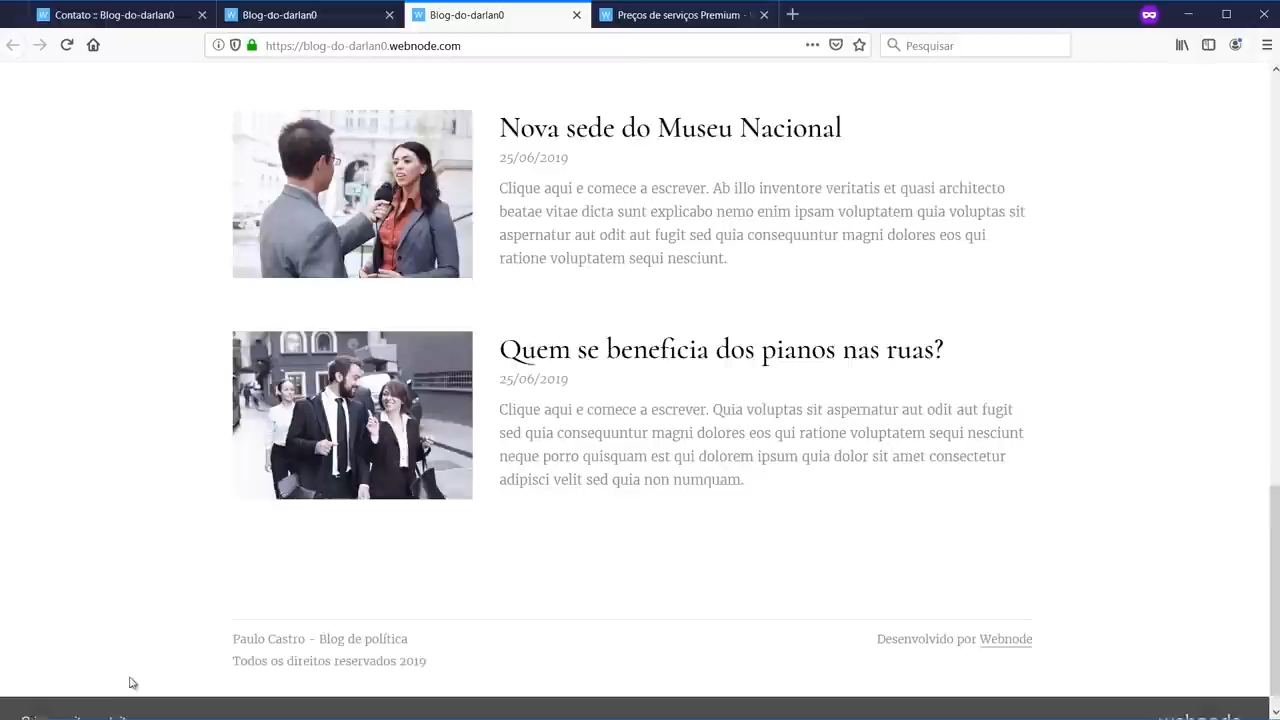 Contato :: Blog-do-darlan0
Blog-do-darlan0
Blog-do-darlan0
Preços de serviços Premium -
https://blog-do-darlan0.webnode.com
Pesquisar
Nova sede do Museu Nacional
25/06/2019
Clique aqui e comece a escrever. Ab illo inventore veritatis et quasi architecto
beatae vitae dicta sunt explicabo nemo enim ipsam voluptatem quia voluptas sit
aspernatur aut odit aut fugit sed quia consequuntur magni dolores eos qui
ratione voluptatem sequi nesciunt.
Quem se beneficia dos pianos nas ruas?
25/06/2019
Clique aqui e comece a escrever. Quia voluptas sit aspernatur aut odit aut fugit
sed quia consequuntur magni dolores eos qui ratione voluptatem sequi nesciunt
neque porro quisquam est qui dolorem ipsum quia dolor sit amet consectetur
adipisci velit sed quia non numquam.
Paulo Castro - Blog de política
Desenvolvido por Webnode
Todos os direitos reservados 2019